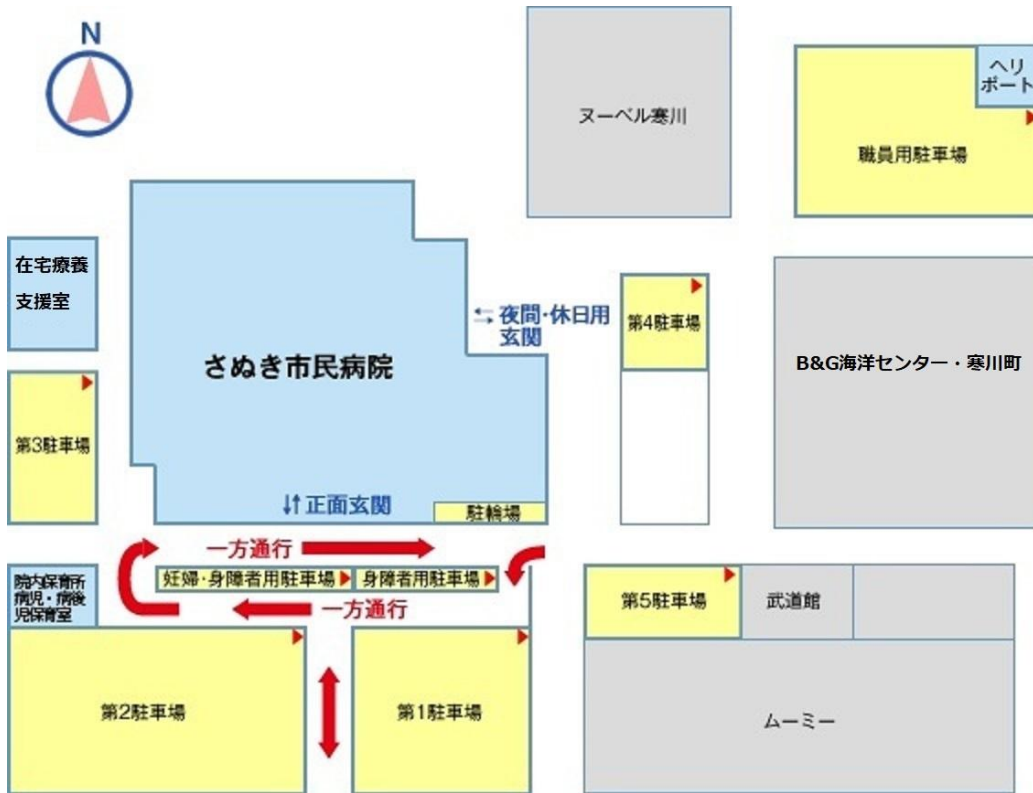 N
ヌーベル寒川
ヘリ
ポート
職員用駐車場
在宅療養
支援室
さぬき市民病院
夜間・休日用
玄関
第4駐車場
B&G海洋センター・寒川町
第3駐車場
正面玄関
駐輪場
一方通行
妊婦・身障者用駐車場
身障者用駐車場
一方通行
院内保育所
病児・病後
児保育室
第5駐車場
武道館
第2駐車場
第1駐車場
ムーミー